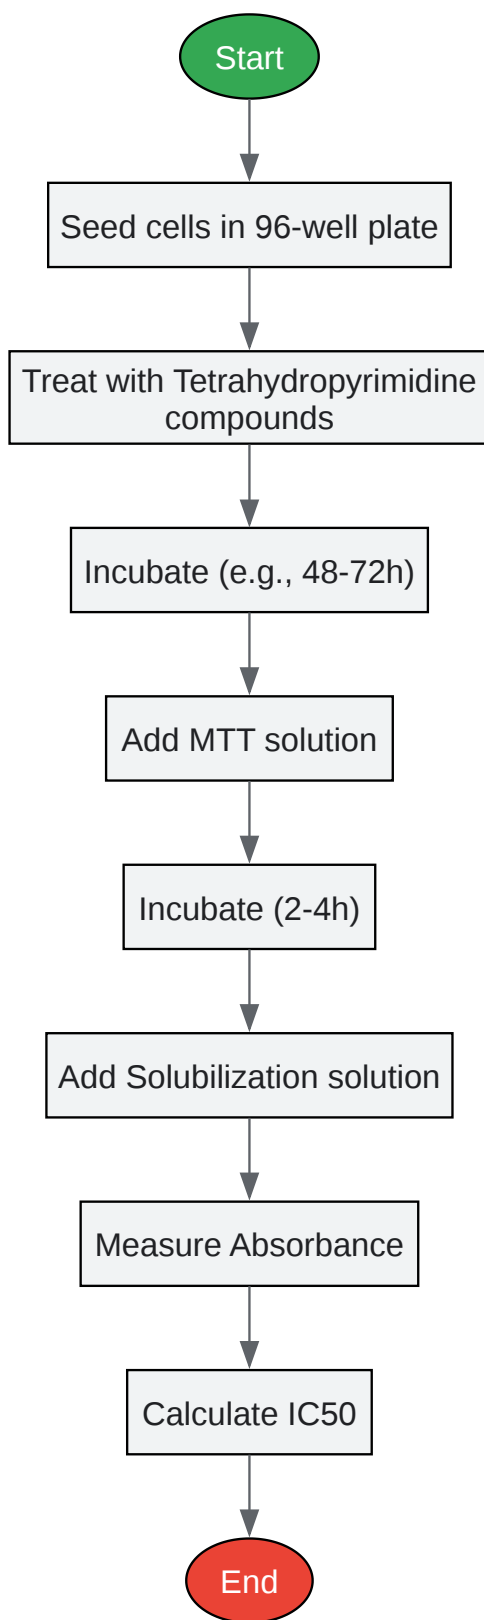 Start
Seed cells in 96-well plate
Treat with Tetrahydropyrimidine
compounds
Incubate (e.g., 48-72h)
Add MTT solution
Incubate (2-4h)
Add Solubilization solution
Measure Absorbance
Calculate IC50
End